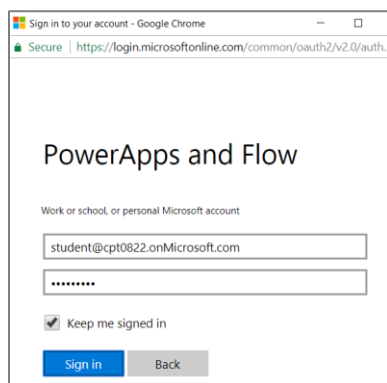 Sign in to your account - Google Chrome
Secure | https://login.microsoftonline.com/common/oauth2/v2.0/auth.
PowerApps and Flow
Work or school, or personal Microsoft account
student@cpt0822.onMicrosoft.com
•••••••••
Keep me signed in
Sign in Back